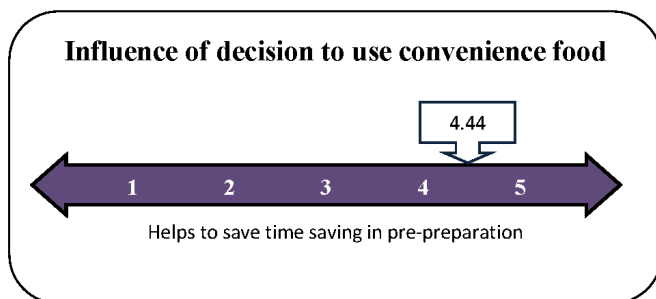 Influence of decision to use convenience food
4.44
1 2 3 4 5
Helps to save time saving in pre-preparation